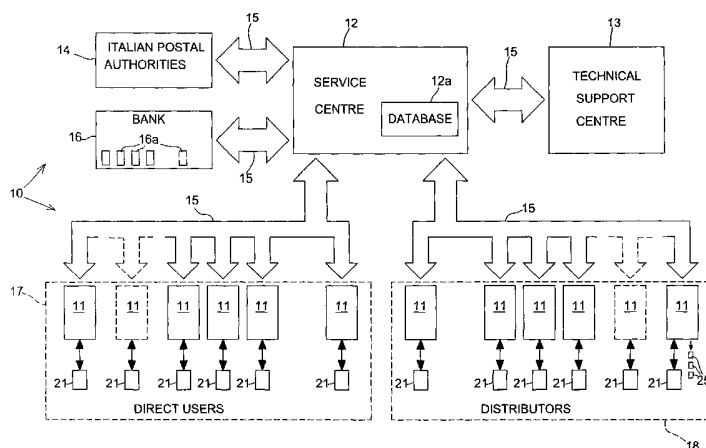 15
12
13
14
ITALIAN POSTAL
AUTHORITIES
SERVICE
CENTRE
12a
DATABASE
15
TECHNICAL
SUPPORT
CENTRE
BANK
16
16a
15
10
15
15
17
11 11 11 11 11 11
11 11 11 11 11 11
21 21 21 21 21 21
21 21 21 21 21 21
25
DIRECT USERS
DISTRIBUTORS
18